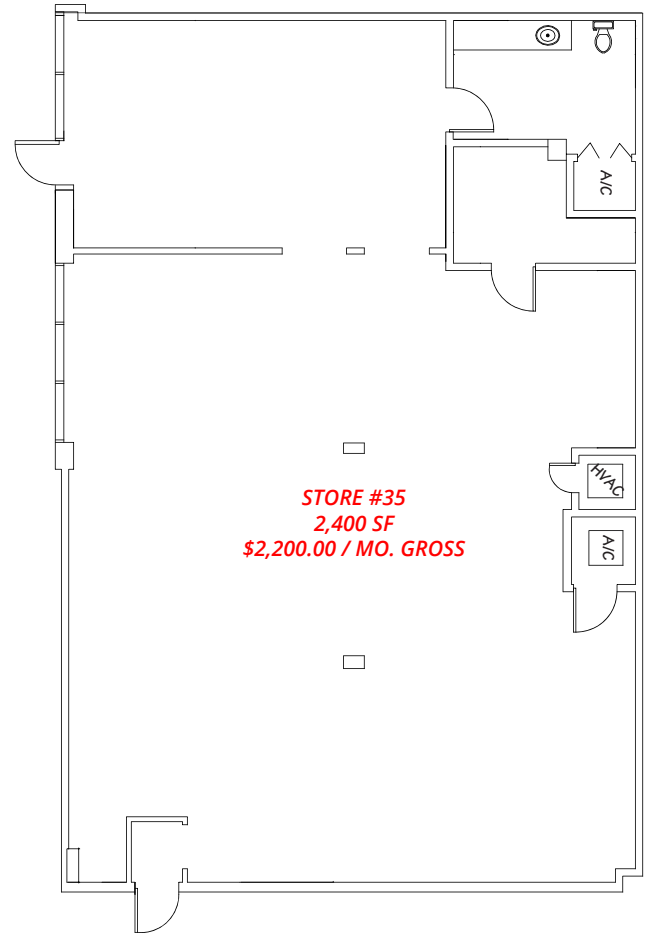 A/C
STORE #35
2,400 SF
$2,200.00 / MO. GROSS
HVAC
A/C